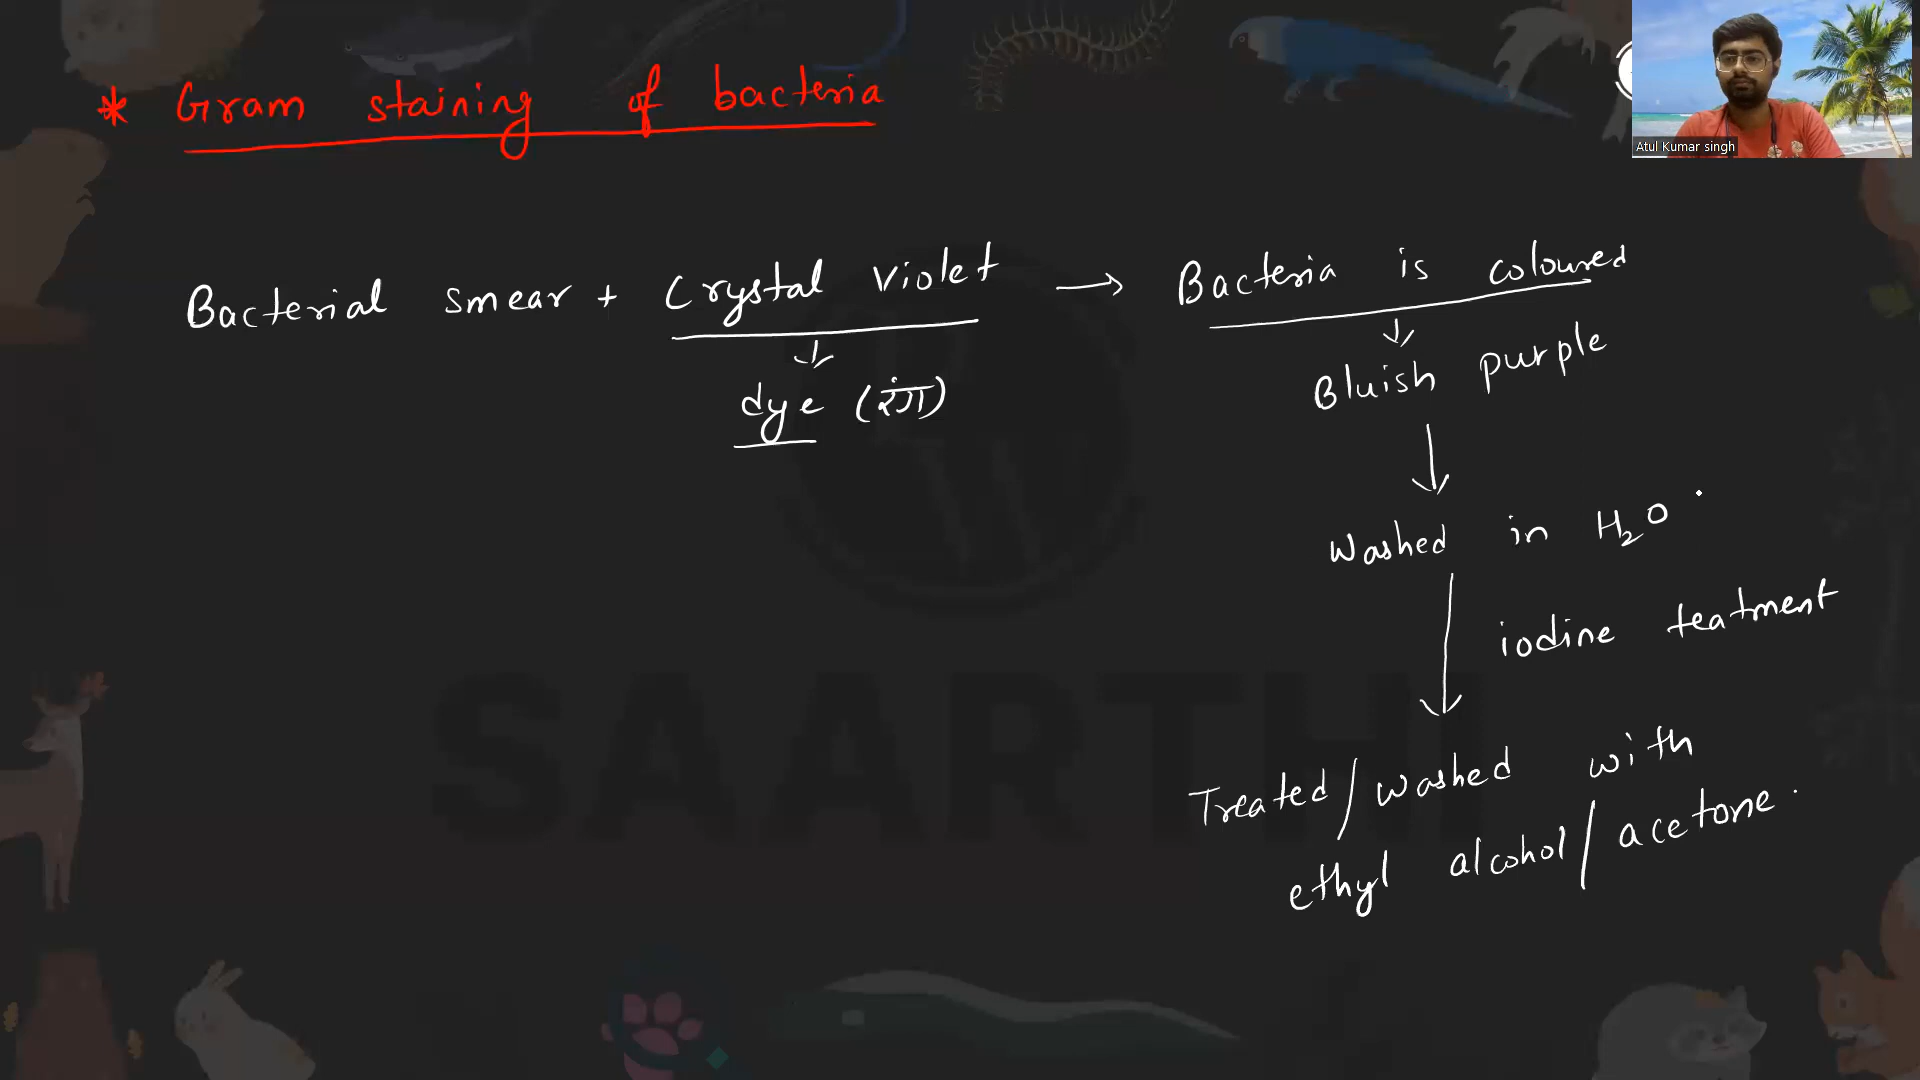 * Gram staining of bacteria
Atul Kumar singh
Bacterial smear + Crystal violet → Bacteria is coloured
↓
dye (रंग)
↓
Bluish purple
↓
Washed in H₂O
↓ iodine teatment
Treated/washed with
ethyl alcohol/acetone.
SAARTHI